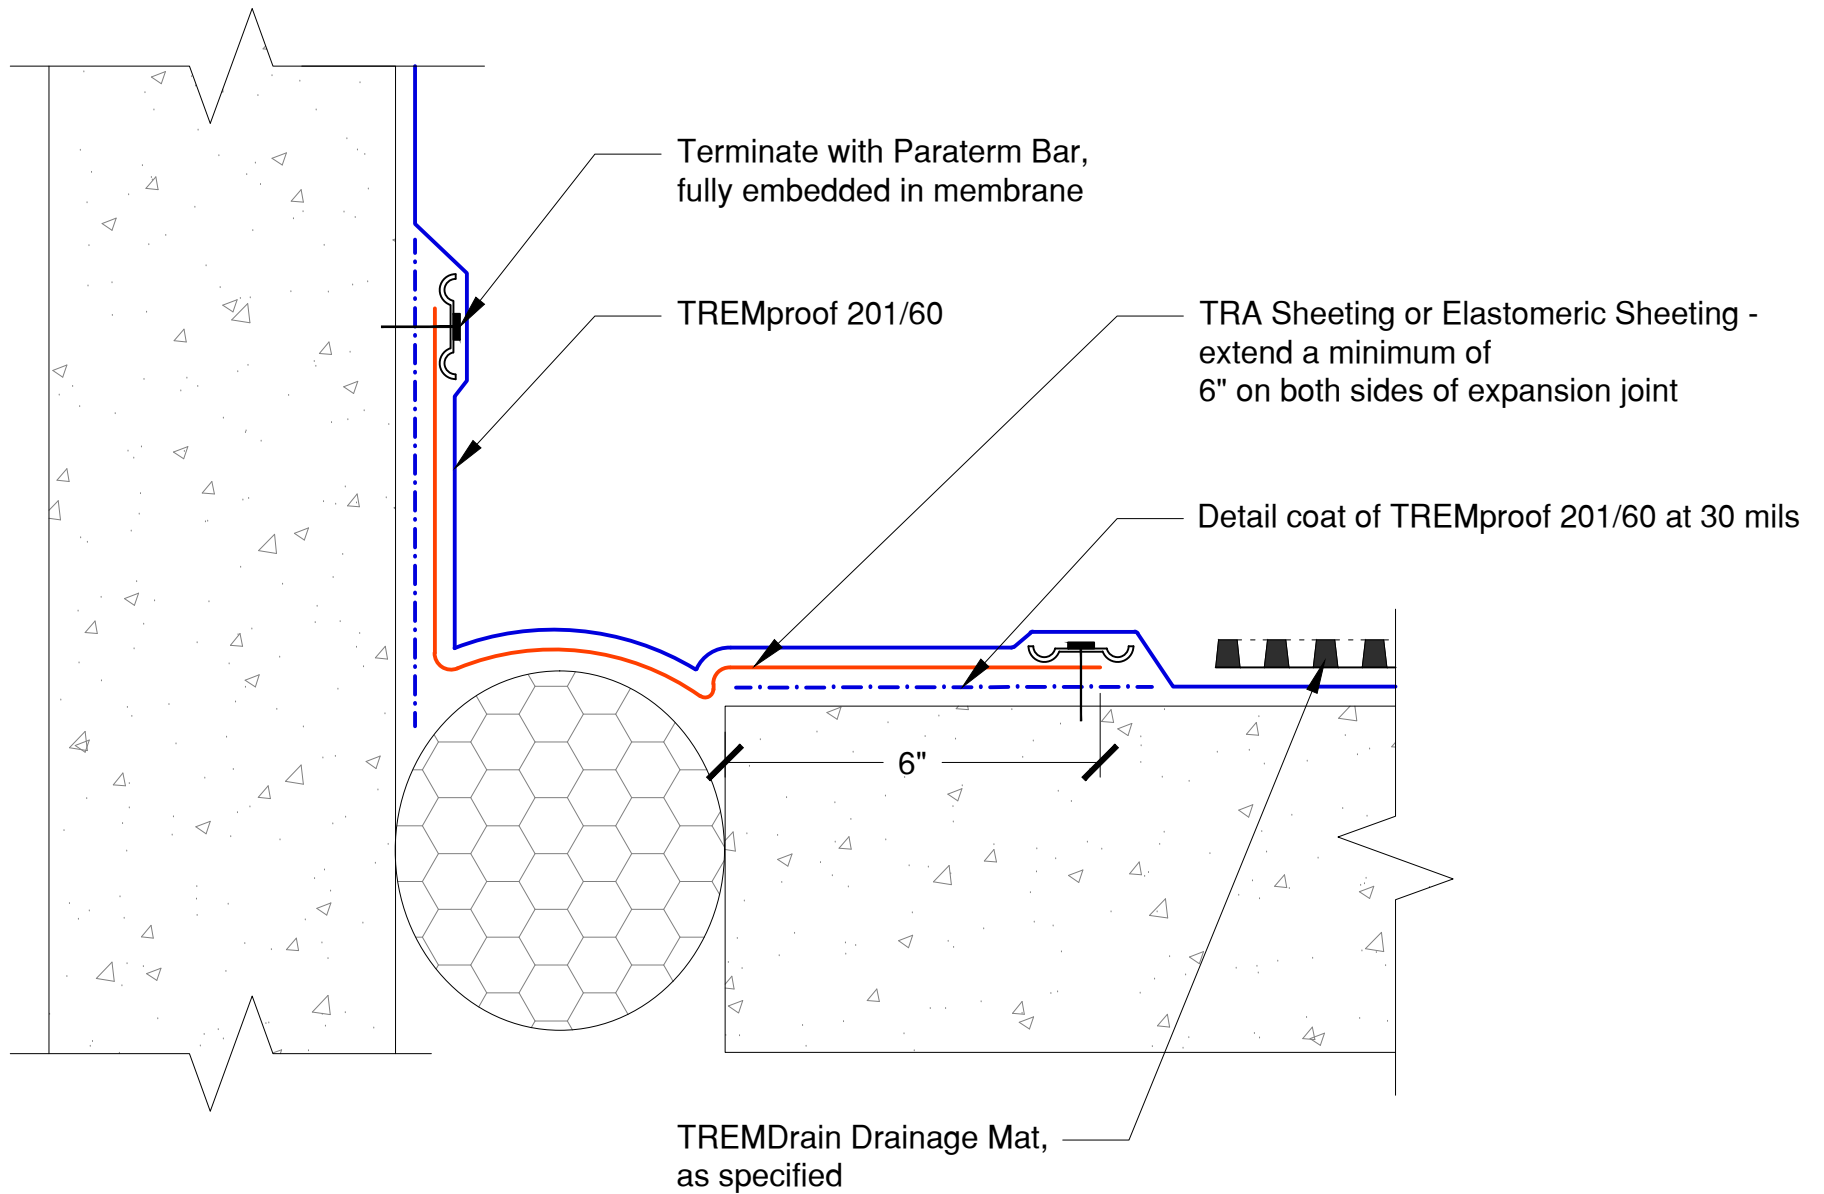 Terminate with Paraterm Bar,
fully embedded in membrane
TREMproof 201/60
TRA Sheeting or Elastomeric Sheeting -
extend a minimum of
6" on both sides of expansion joint
Detail coat of TREMproof 201/60 at 30 mils
6"
TREMDrain Drainage Mat,
as specified